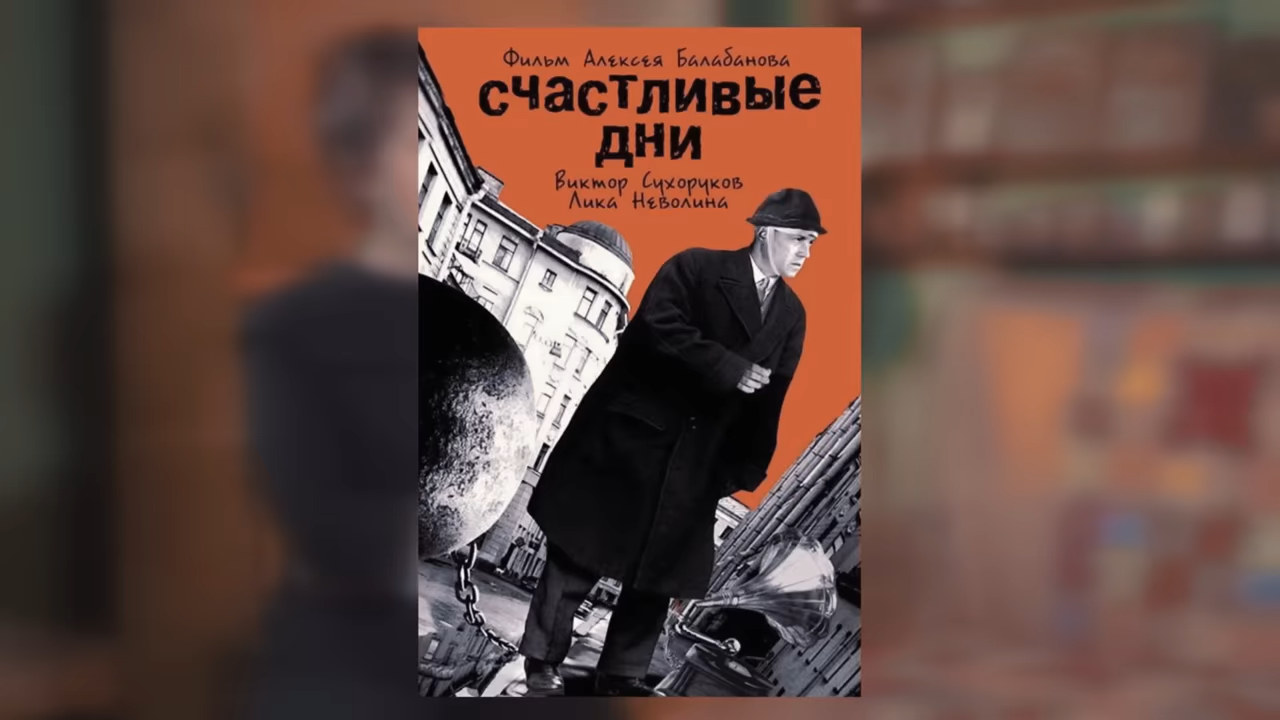 Фильм Алексея Балабанова
СЧАСТЛИВЫЕ
ДНИ
Виктор Сухоруков
Лика Неволина